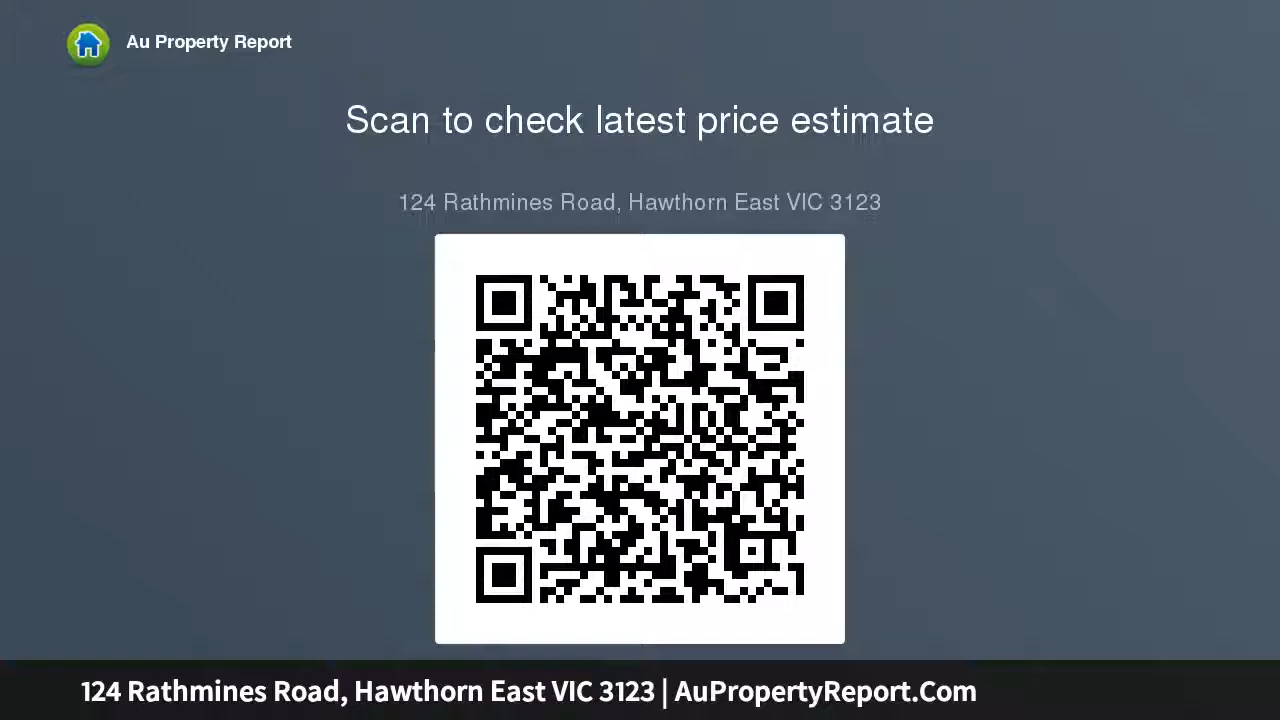 Au Property Report
Scan to check latest price estimate
124 Rathmines Road, Hawthorn East VIC 3123
124 Rathmines Road, Hawthorn East VIC 3123 | AuPropertyReport.Com